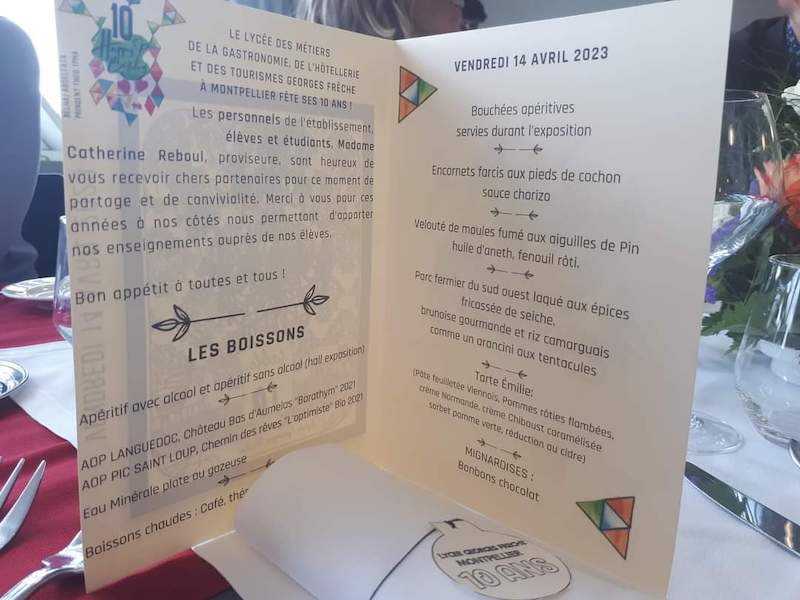 10
Happy
LE LYCÉE DES MÉTIERS
DE LA GASTRONOMIE, DE L'HÔTELLERIE
ET DES TOURISMES GEORGES FRÊCHE
À MONTPELLIER FÊTE SES 10 ANS !
Les personnels de l'établissement,
élèves et étudiants, Madame
Catherine Reboul, proviseure, sont heureux de
vous recevoir chers partenaires pour ce moment de
partage et de convivialité. Merci à vous pour ces
années à nos côtés nous permettant d'apporter
nos enseignements auprès de nos élèves.
Bon appétit à toutes et tous !
LES BOISSONS
Apéritif avec alcool et apéritif sans alcool (hall exposition)
AOP LANGUEDOC, Château Bas d'Aumelas "Barathym" 2021
AOP PIC SAINT LOUP, Chemin des rêves "L'optimiste" Bio 2021
Eau Minérale plate ou gazeuse
Boissons chaudes : Café,
VENDREDI 14 AVRIL 2023
Bouchées apéritives
servies durant l'exposition
Encornets farcis aux pieds de cochon
sauce chorizo
Velouté de moules fumé aux aiguilles de Pin
huile d'aneth, fenouil rôti.
Porc fermier du sud ouest laqué aux épices
fricassée de seiche,
brunoise gourmande et riz camarguais
comme un arancini aux tentacules
Tarte Émilie:
(Pâte feuilletée Viennois, Pommes rôties flambées,
crème Normande, crème Chiboust caramélisée
sorbet pomme verte, réduction au cidre)
MIGNARDISES :
Bonbons chocolat
LYCÉE GEORGES FRÊCHE
MONTPELLIER
10 ANS